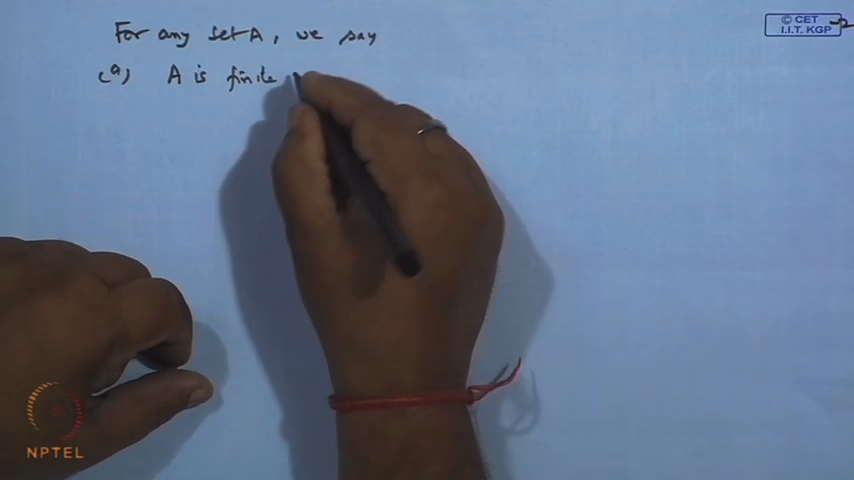 For any set A, we say
(a) A is finite
© CET
I.I.T. KGP
NPTEL